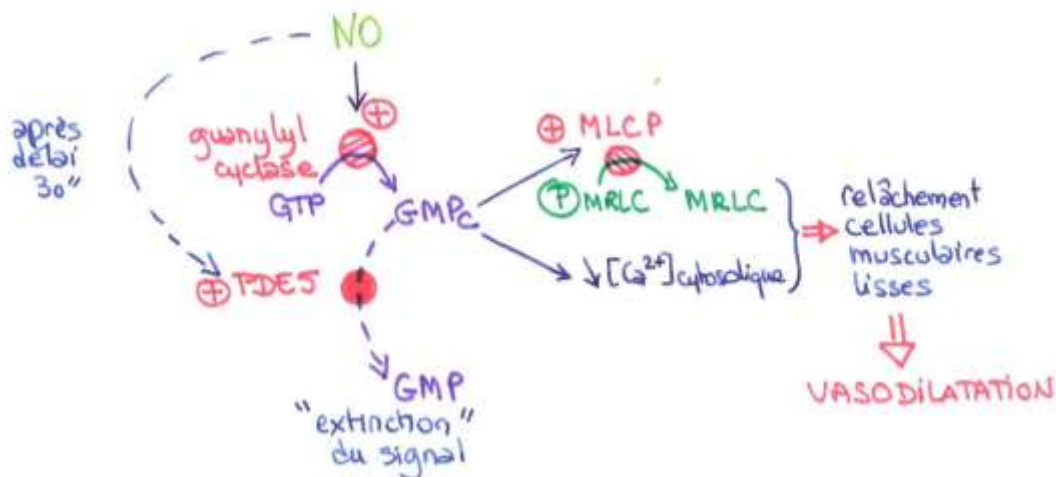 NO
après
délai
30"
guanylyl
cyclase
+
GTP
GMPc
+ MLCP
P MRLC
MRLC
↘ [Ca²⁺] cytosolique
relâchement
cellules
musculaires
lisses
VASODILATATION
+ PDE5
GMP
"extinction"
du signal